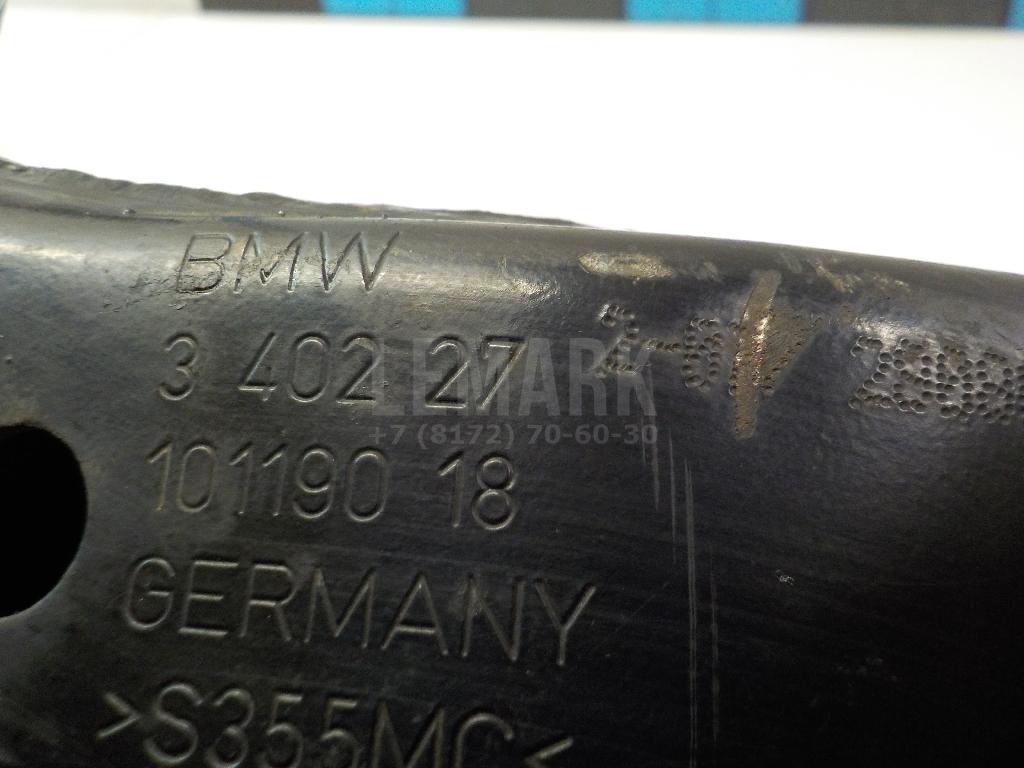 BMW
3 402 27
101190 18
GERMANY
>S355MC<
LEMARK
+7 (8172) 70-60-30